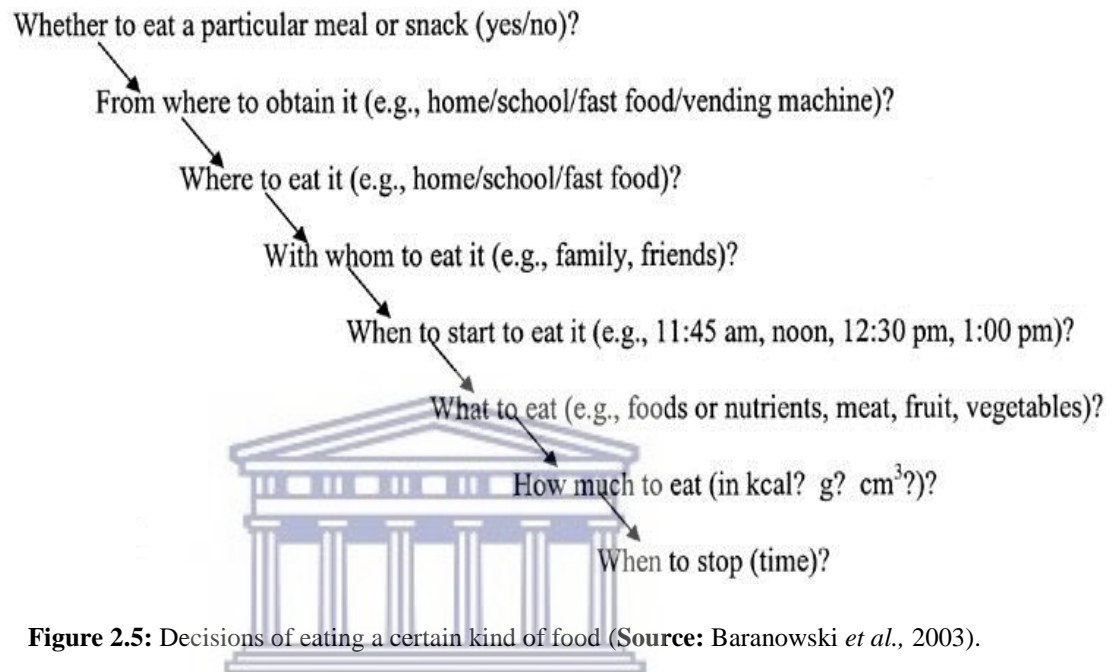 Whether to eat a particular meal or snack (yes/no)?
From where to obtain it (e.g., home/school/fast food/vending machine)?
Where to eat it (e.g., home/school/fast food)?
With whom to eat it (e.g., family, friends)?
When to start to eat it (e.g., 11:45 am, noon, 12:30 pm, 1:00 pm)?
What to eat (e.g., foods or nutrients, meat, fruit, vegetables)?
How much to eat (in kcal? g? cm³?)?
When to stop (time)?
Figure 2.5: Decisions of eating a certain kind of food (Source: Baranowski et al., 2003).